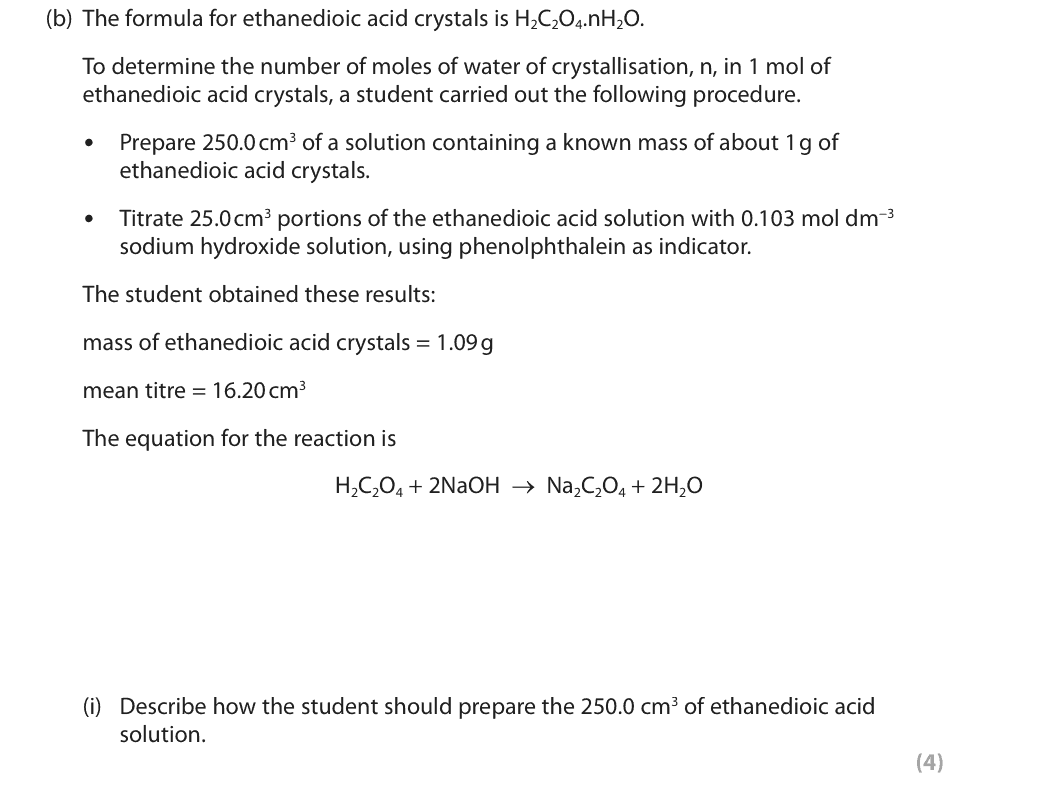 (b) The formula for ethanedioic acid crystals is H₂C₂O₄.nH₂O.
To determine the number of moles of water of crystallisation, n, in 1 mol of
ethanedioic acid crystals, a student carried out the following procedure.
• Prepare 250.0 cm³ of a solution containing a known mass of about 1 g of
ethanedioic acid crystals.
• Titrate 25.0 cm³ portions of the ethanedioic acid solution with 0.103 mol dm⁻³
sodium hydroxide solution, using phenolphthalein as indicator.
The student obtained these results:
mass of ethanedioic acid crystals = 1.09 g
mean titre = 16.20 cm³
The equation for the reaction is
H₂C₂O₄ + 2NaOH → Na₂C₂O₄ + 2H₂O
(i) Describe how the student should prepare the 250.0 cm³ of ethanedioic acid
solution.
(4)